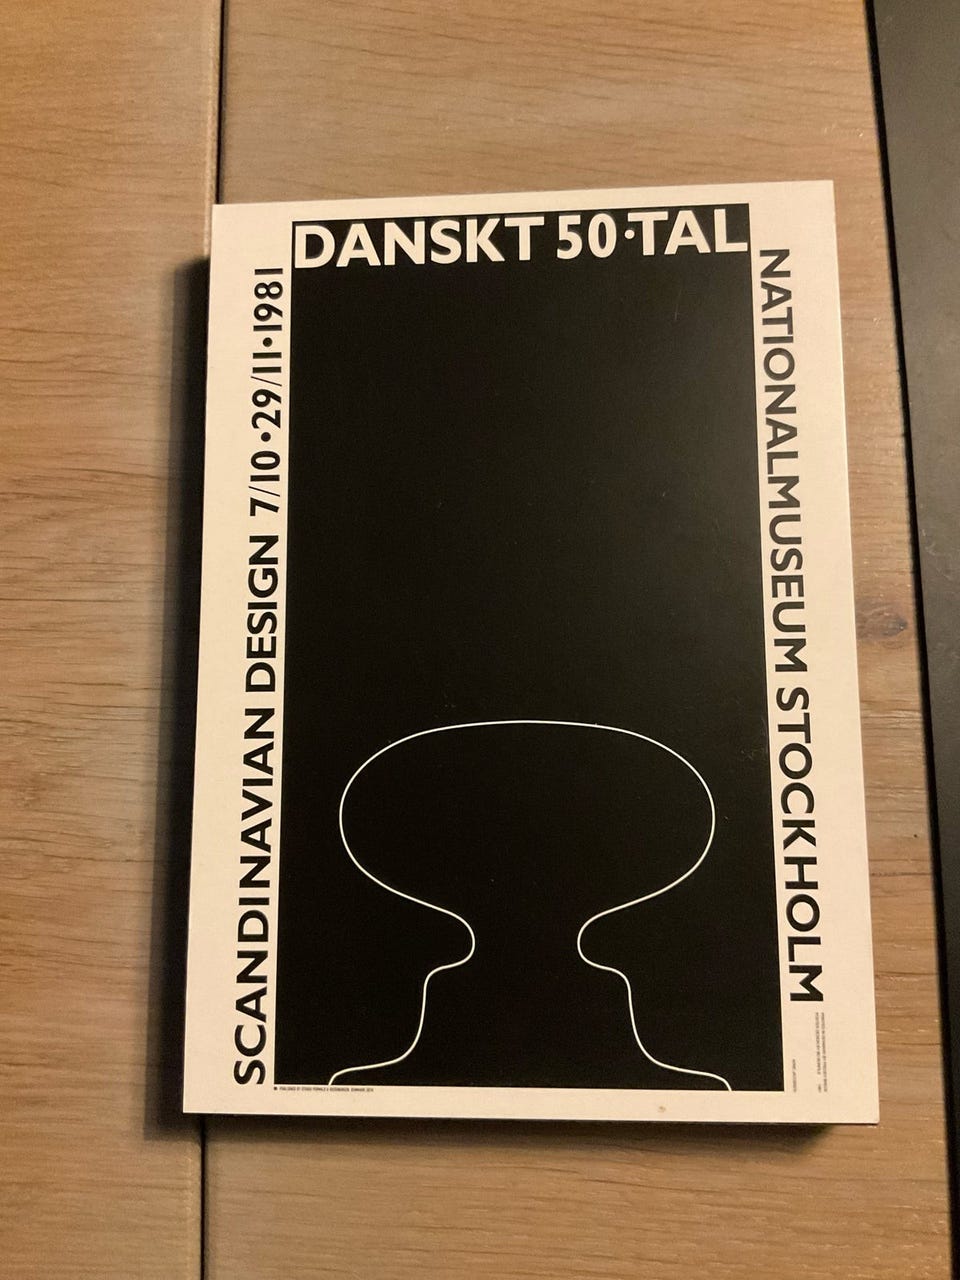 DANSKT 50·TAL
SCANDINAVIAN DESIGN 7/10·29/11·1981
NATIONALMUSEUM STOCKHOLM